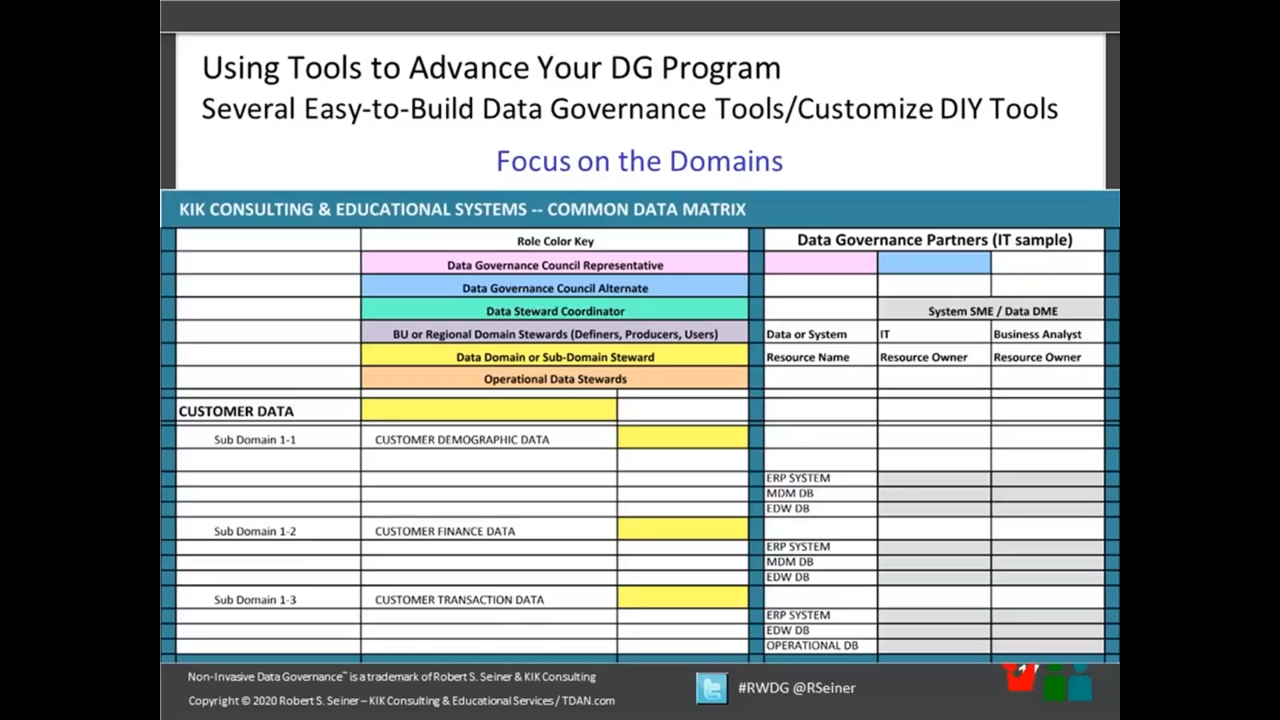 Using Tools to Advance Your DG Program
Several Easy-to-Build Data Governance Tools/Customize DIY Tools
Focus on the Domains
KIK CONSULTING & EDUCATIONAL SYSTEMS -- COMMON DATA MATRIX
Role Color Key
Data Governance Partners (IT sample)
Data Governance Council Representative
Data Governance Council Alternate
Data Steward Coordinator
System SME / Data DME
BU or Regional Domain Stewards (Definers, Producers, Users)
Data or System
IT
Business Analyst
Data Domain or Sub-Domain Steward
Resource Name
Resource Owner
Resource Owner
Operational Data Stewards
CUSTOMER DATA
Sub Domain 1-1
CUSTOMER DEMOGRAPHIC DATA
ERP SYSTEM
MDM DB
EDW DB
Sub Domain 1-2
CUSTOMER FINANCE DATA
ERP SYSTEM
MDM DB
EDW DB
Sub Domain 1-3
CUSTOMER TRANSACTION DATA
ERP SYSTEM
EDW DB
OPERATIONAL DB
Non-Invasive Data Governance™ is a trademark of Robert S. Seiner & KIK Consulting
Copyright © 2020 Robert S. Seiner – KIK Consulting & Educational Services / TDAN.com
#RWDG @RSeiner